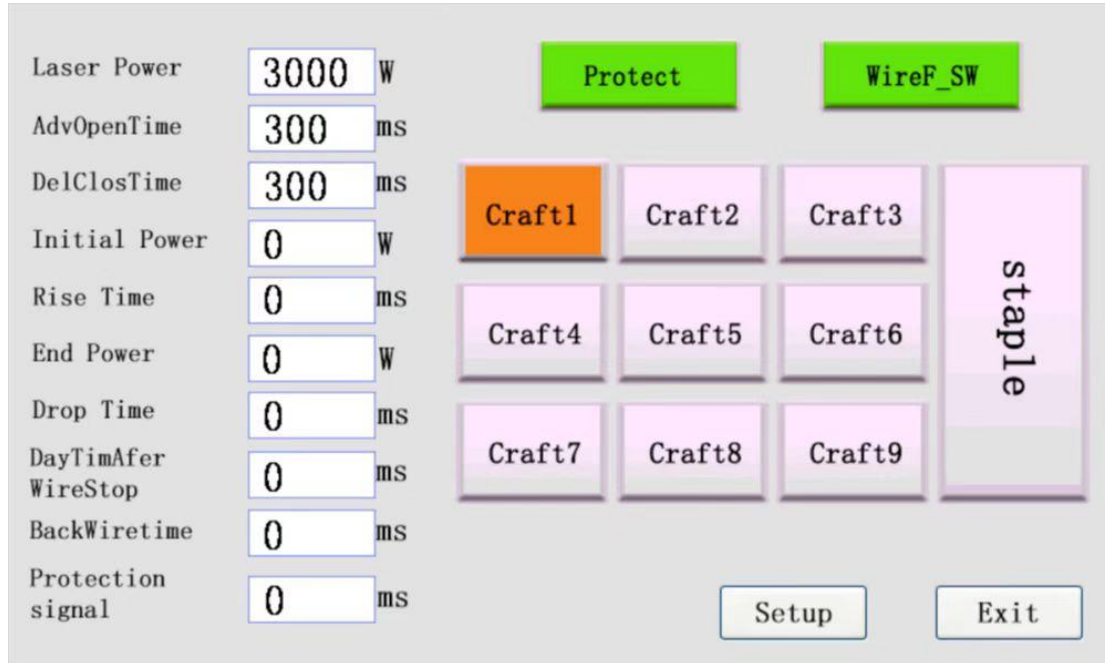 Laser Power 3000 W
AdvOpenTime 300 ms
DelClosTime 300 ms
Initial Power 0 W
Rise Time 0 ms
End Power 0 W
Drop Time 0 ms
DayTimAfer
WireStop 0 ms
BackWiretime 0 ms
Protection
signal 0 ms
Protect WireF_SW
Craft1 Craft2 Craft3
Craft4 Craft5 Craft6
Craft7 Craft8 Craft9
staple
Setup Exit